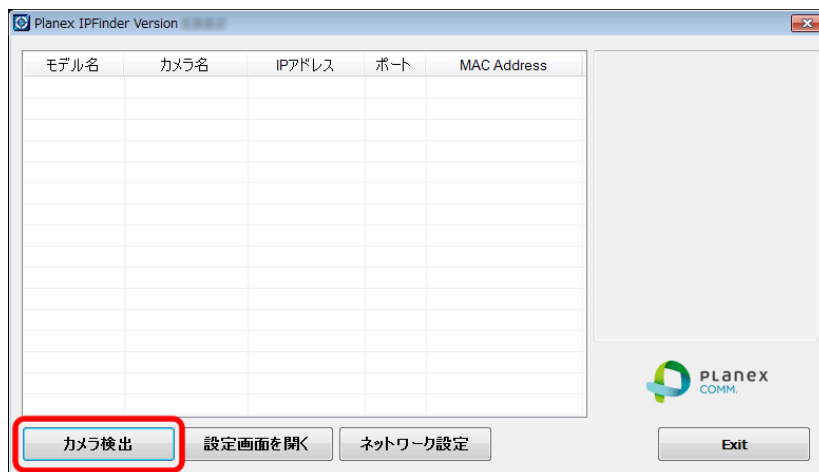 Planex IPFinder Version
モデル名 カメラ名 IPアドレス ポート MAC Address
PLanex
COMM.
カメラ検出 設定画面を開く ネットワーク設定 Exit